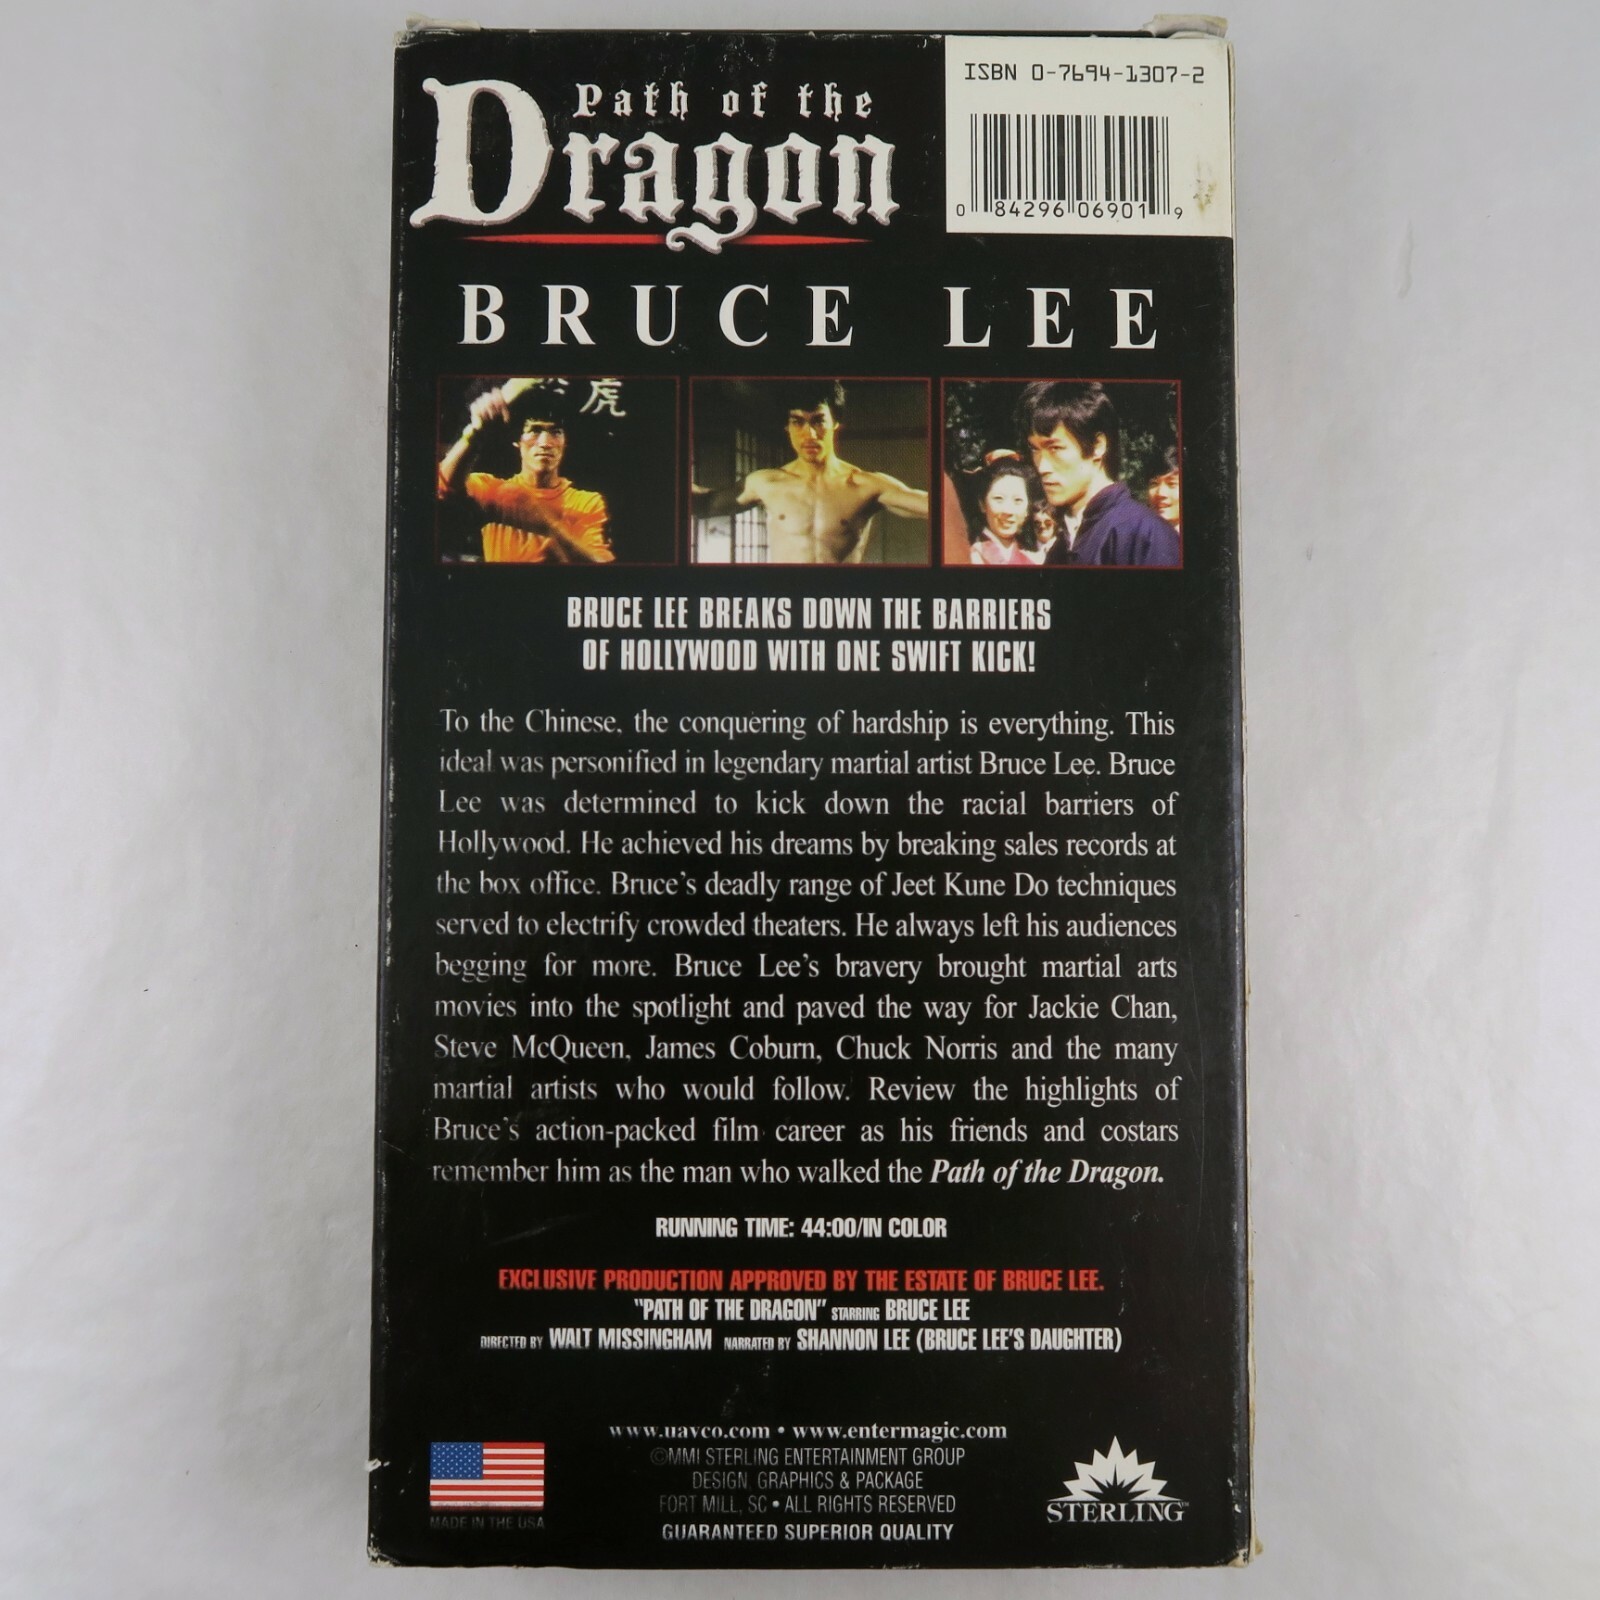 Path of the
Dragon
ISBN 0-7694-1307-2
0 84296 06901 9
BRUCE LEE
虎
BRUCE LEE BREAKS DOWN THE BARRIERS
OF HOLLYWOOD WITH ONE SWIFT KICK!
To the Chinese, the conquering of hardship is everything. This
ideal was personified in legendary martial artist Bruce Lee. Bruce
Lee was determined to kick down the racial barriers of
Hollywood. He achieved his dreams by breaking sales records at
the box office. Bruce's deadly range of Jeet Kune Do techniques
served to electrify crowded theaters. He always left his audiences
begging for more. Bruce Lee's bravery brought martial arts
movies into the spotlight and paved the way for Jackie Chan,
Steve McQueen, James Coburn, Chuck Norris and the many
martial artists who would follow. Review the highlights of
Bruce's action-packed film career as his friends and costars
remember him as the man who walked the Path of the Dragon.
RUNNING TIME: 44:00/IN COLOR
EXCLUSIVE PRODUCTION APPROVED BY THE ESTATE OF BRUCE LEE.
"PATH OF THE DRAGON" STARRING BRUCE LEE
DIRECTED BY WALT MISSINGHAM NARRATED BY SHANNON LEE (BRUCE LEE'S DAUGHTER)
www.uavco.com • www.entermagic.com
©MMI STERLING ENTERTAINMENT GROUP
DESIGN, GRAPHICS & PACKAGE
FORT MILL, SC • ALL RIGHTS RESERVED
GUARANTEED SUPERIOR QUALITY
MADE IN THE USA
STERLING™